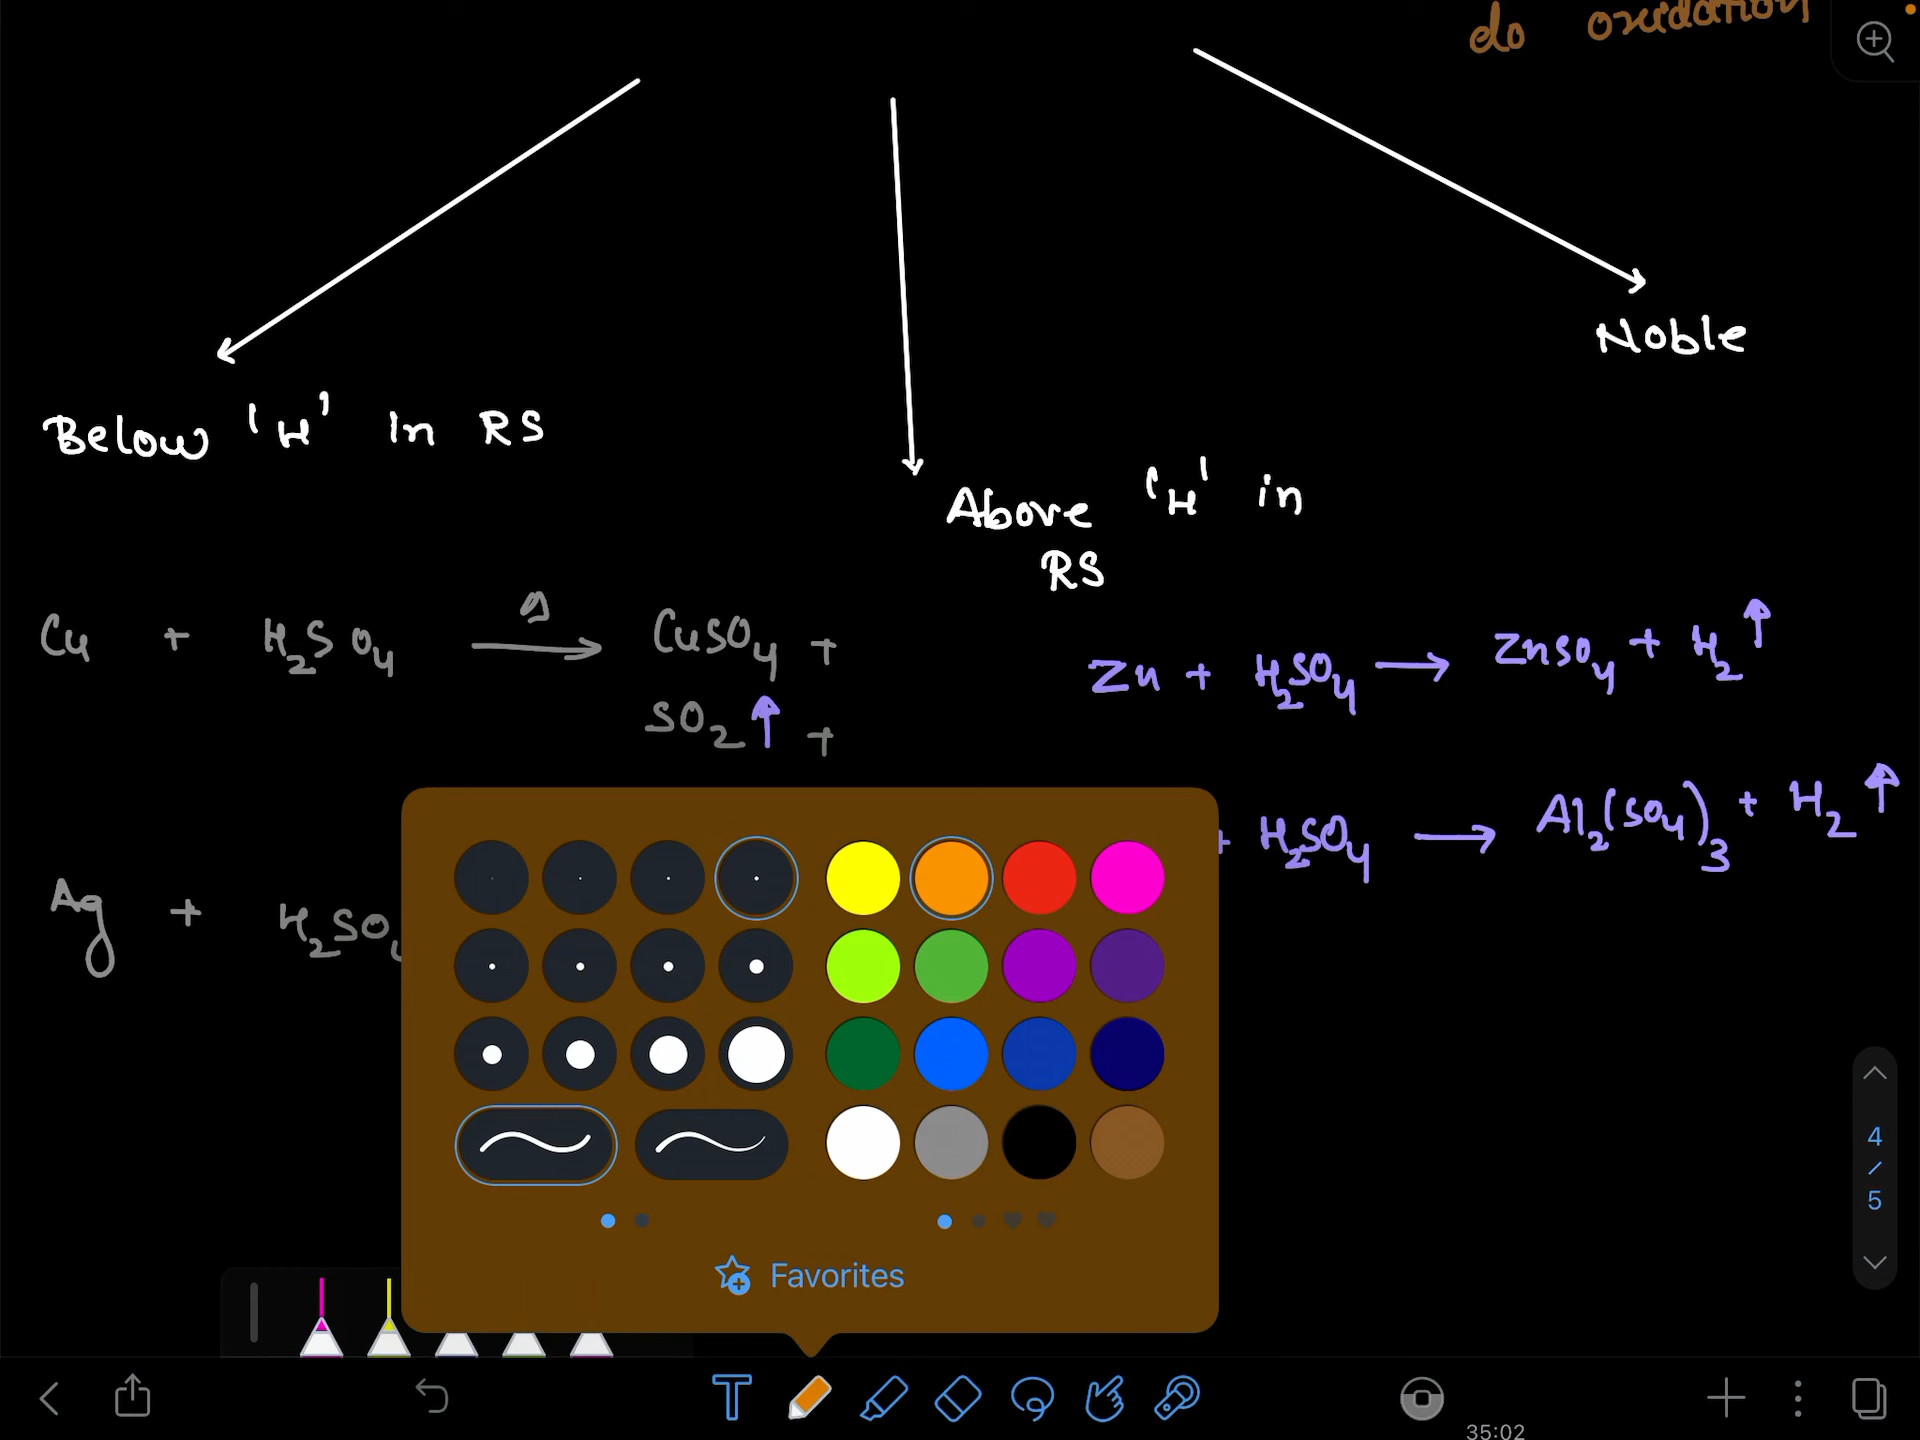 do oxidation
Noble
Below 'H' in RS
Above 'H' in
RS
Cu + H₂SO₄ →Δ CuSO₄ +
SO₂ ↑ +
Zn + H₂SO₄ → ZnSO₄ + H₂ ↑
+ H₂SO₄ → Al₂(SO₄)₃ + H₂ ↑
Ag + H₂SO₄
Favorites
4
/
5
T
35:02